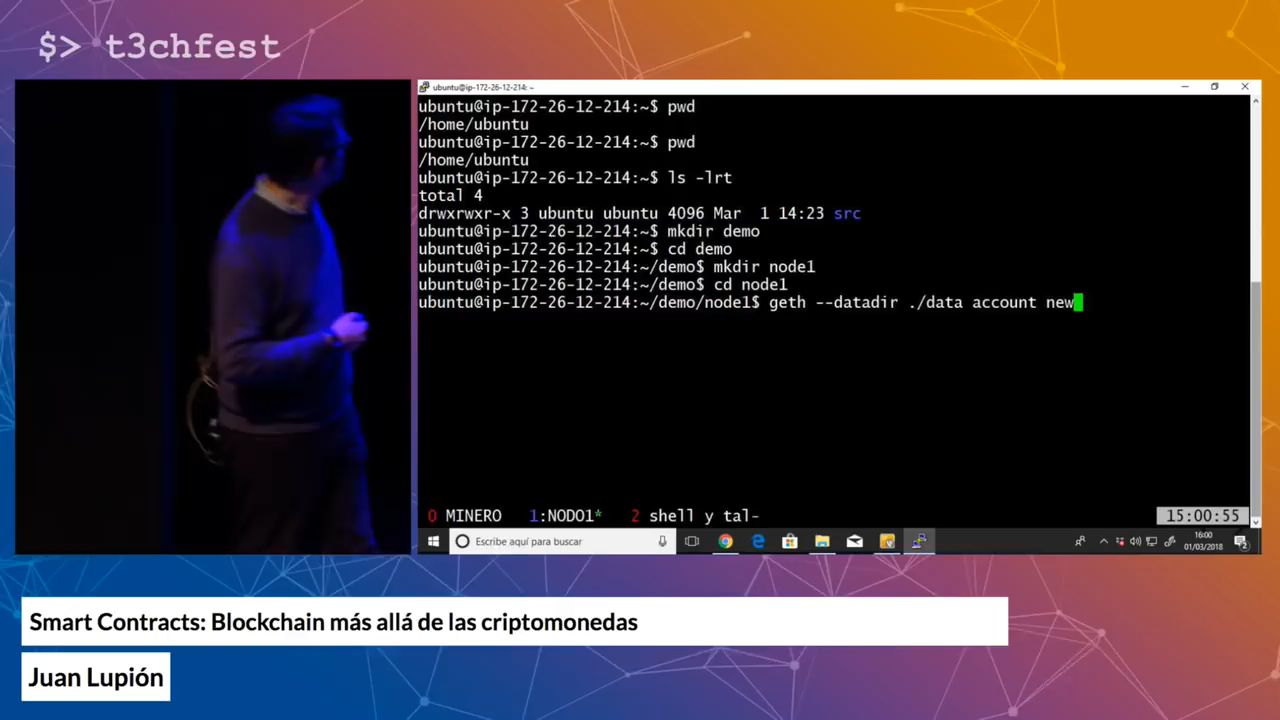 $> t3chfest
ubuntu@ip-172-26-12-214: ~
ubuntu@ip-172-26-12-214:~$ pwd
/home/ubuntu
ubuntu@ip-172-26-12-214:~$ pwd
/home/ubuntu
ubuntu@ip-172-26-12-214:~$ ls -lrt
total 4
drwxrwxr-x 3 ubuntu ubuntu 4096 Mar  1 14:23 src
ubuntu@ip-172-26-12-214:~$ mkdir demo
ubuntu@ip-172-26-12-214:~$ cd demo
ubuntu@ip-172-26-12-214:~/demo$ mkdir node1
ubuntu@ip-172-26-12-214:~/demo$ cd node1
ubuntu@ip-172-26-12-214:~/demo/node1$ geth --datadir ./data account new
0 MINERO 1:NODO1* 2 shell y tal- 15:00:55
Escribe aquí para buscar
16:00
01/03/2018
2
Smart Contracts: Blockchain más allá de las criptomonedas
Juan Lupión